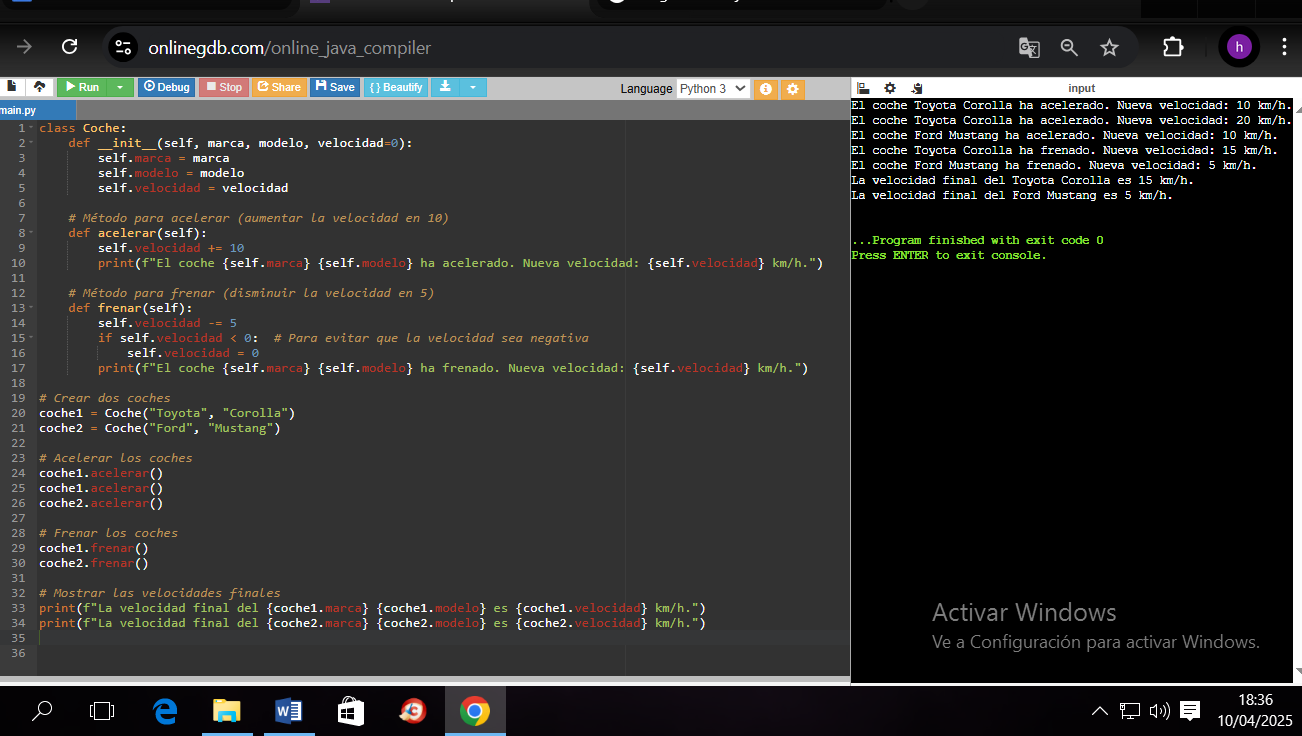 onlinegdb.com/online_java_compiler
h
Run
Debug
Stop
Share
Save
{ } Beautify
Language Python 3
input
main.py
1 class Coche:
2 def __init__(self, marca, modelo, velocidad=0):
3 self.marca = marca
4 self.modelo = modelo
5 self.velocidad = velocidad
6
7 # Método para acelerar (aumentar la velocidad en 10)
8 def acelerar(self):
9 self.velocidad += 10
10 print(f"El coche {self.marca} {self.modelo} ha acelerado. Nueva velocidad: {self.velocidad} km/h.")
11
12 # Método para frenar (disminuir la velocidad en 5)
13 def frenar(self):
14 self.velocidad -= 5
15 if self.velocidad < 0: # Para evitar que la velocidad sea negativa
16 self.velocidad = 0
17 print(f"El coche {self.marca} {self.modelo} ha frenado. Nueva velocidad: {self.velocidad} km/h.")
18
19 # Crear dos coches
20 coche1 = Coche("Toyota", "Corolla")
21 coche2 = Coche("Ford", "Mustang")
22
23 # Acelerar los coches
24 coche1.acelerar()
25 coche1.acelerar()
26 coche2.acelerar()
27
28 # Frenar los coches
29 coche1.frenar()
30 coche2.frenar()
31
32 # Mostrar las velocidades finales
33 print(f"La velocidad final del {coche1.marca} {coche1.modelo} es {coche1.velocidad} km/h.")
34 print(f"La velocidad final del {coche2.marca} {coche2.modelo} es {coche2.velocidad} km/h.")
35
36
El coche Toyota Corolla ha acelerado. Nueva velocidad: 10 km/h.
El coche Toyota Corolla ha acelerado. Nueva velocidad: 20 km/h.
El coche Ford Mustang ha acelerado. Nueva velocidad: 10 km/h.
El coche Toyota Corolla ha frenado. Nueva velocidad: 15 km/h.
El coche Ford Mustang ha frenado. Nueva velocidad: 5 km/h.
La velocidad final del Toyota Corolla es 15 km/h.
La velocidad final del Ford Mustang es 5 km/h.
...Program finished with exit code 0
Press ENTER to exit console.
Activar Windows
Ve a Configuración para activar Windows.
18:36
10/04/2025